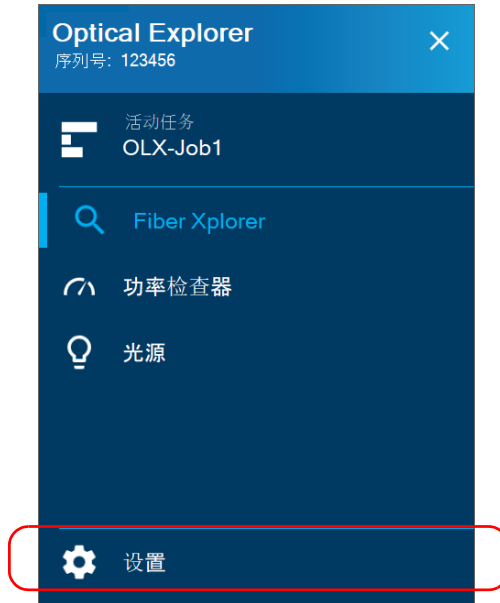 Optical Explorer
序列号: 123456
活动任务
OLX-Job1
Fiber Xplorer
功率检查器
光源
设置